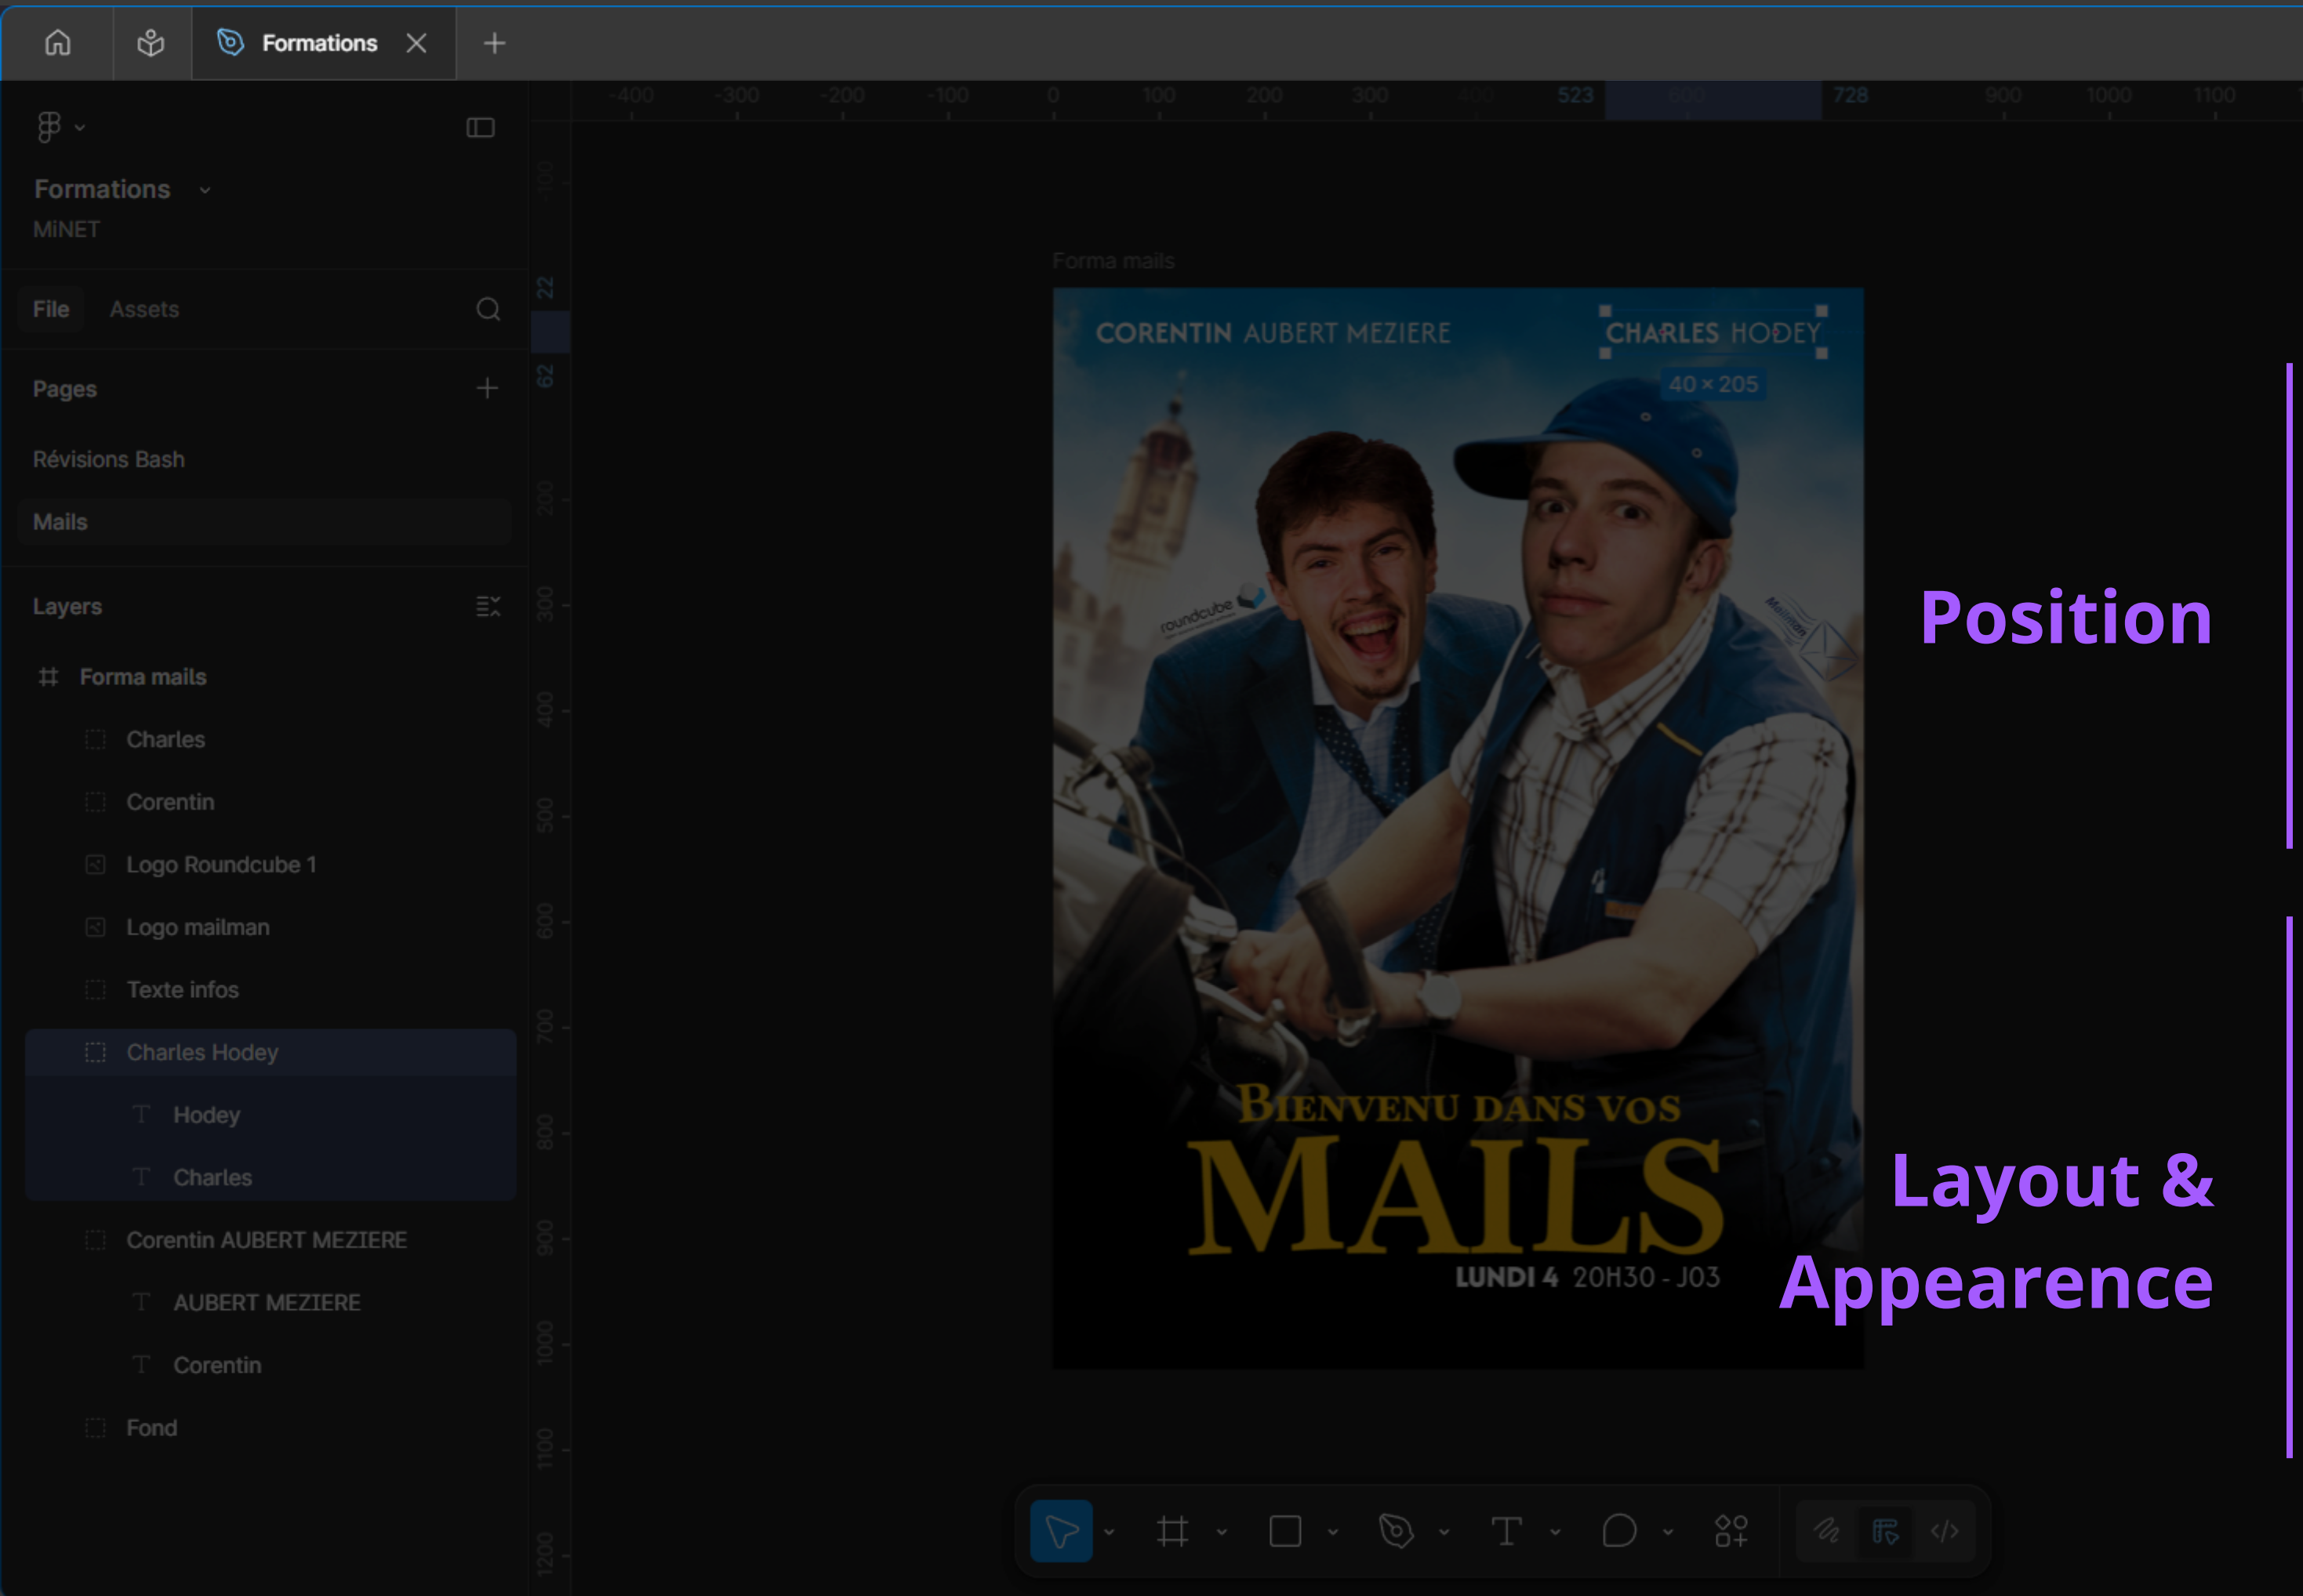 Formations
-400 -300 -200 -100 0 100 200 300 400 523 600 728 900 1000 1100
Formations
MiNET
File Assets
Pages
Révisions Bash
Mails
Layers
Forma mails
Charles
Corentin
Logo Roundcube 1
Logo mailman
Texte infos
Charles Hodey
Hodey
Charles
Corentin AUBERT MEZIERE
AUBERT MEZIERE
Corentin
Fond
-100
22
62
200
300
400
500
600
700
800
900
1000
1100
1200
Forma mails
CORENTIN AUBERT MEZIERE
CHARLES HODEY
40 × 205
roundcube
Mailman
BIENVENU DANS VOS
MAILS
LUNDI 4 20H30 - J03
Position
Layout &
Appearence